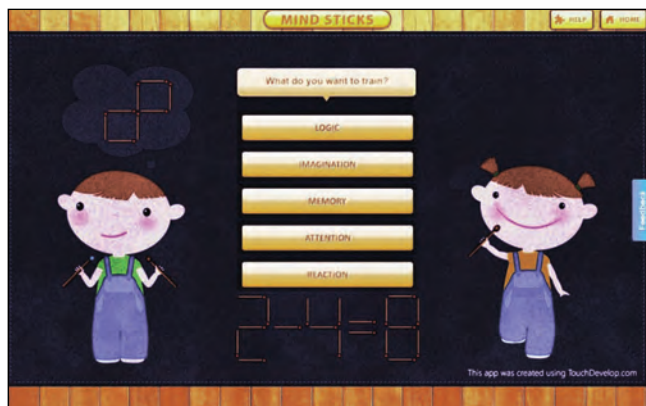 MIND STICKS
HELP
HOME
What do you want to train?
LOGIC
IMAGINATION
MEMORY
ATTENTION
REACTION
Feedback
2-4=8
This app was created using TouchDevelop.com